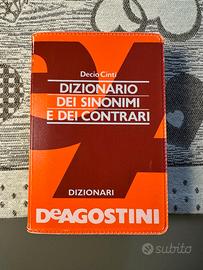 Decio Cinti
DIZIONARIO
DEI SINONIMI
E DEI CONTRARI
DIZIONARI
DEAGOSTINI
subito